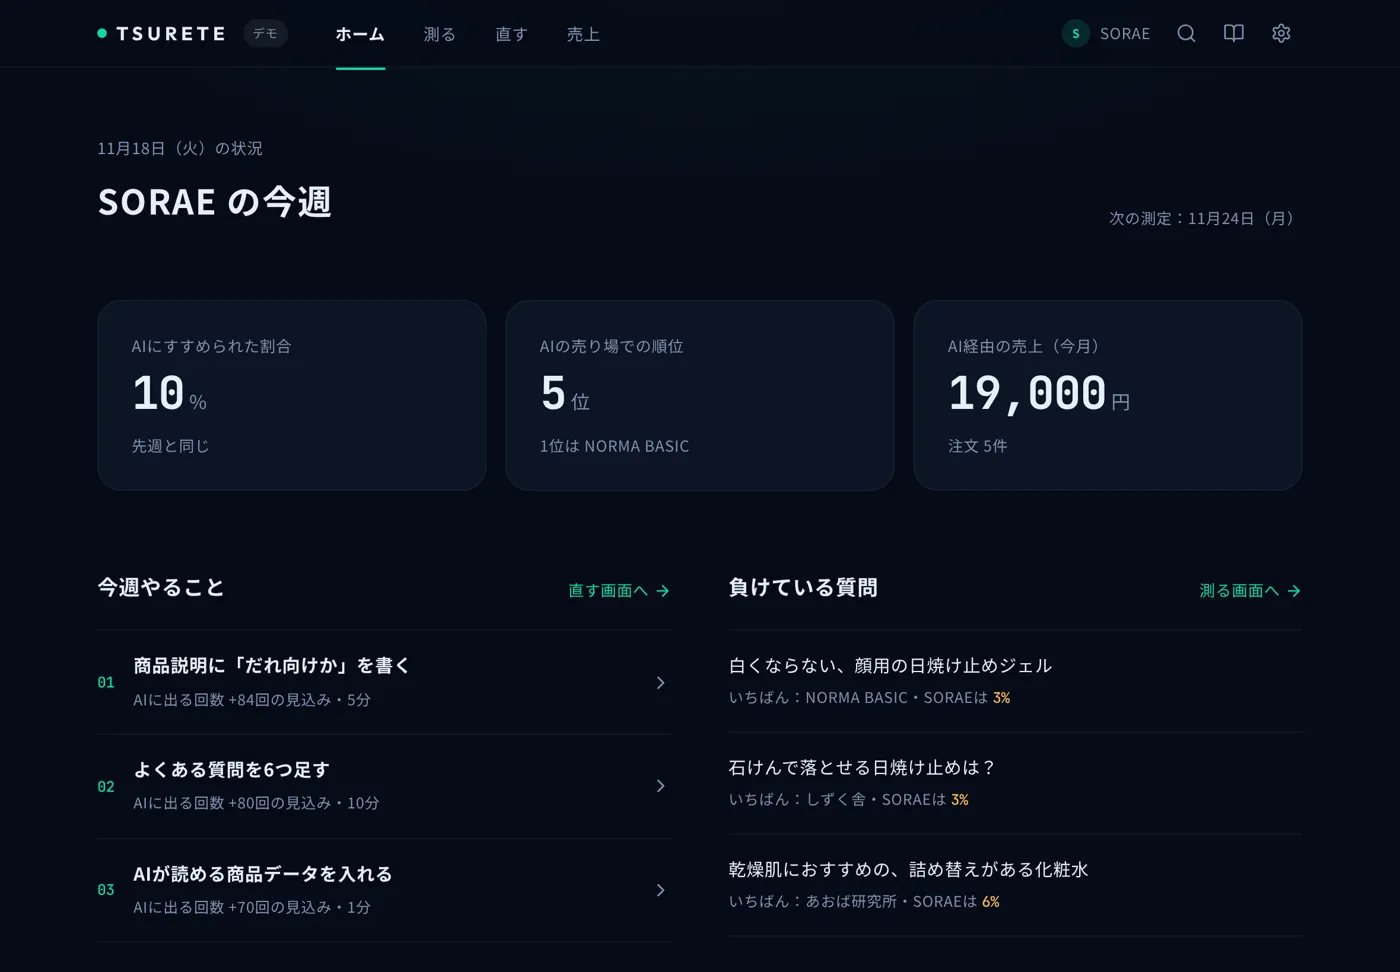 TSURETE デモ ホーム 測る 直す 売上 S SORAE
11月18日（火）の状況
SORAE の今週
次の測定：11月24日（月）
AIにすすめられた割合
10%
先週と同じ
AIの売り場での順位
5位
1位は NORMA BASIC
AI経由の売上（今月）
19,000円
注文 5件
今週やること
直す画面へ →
01
商品説明に「だれ向けか」を書く
AIに出る回数 +84回の見込み・5分
02
よくある質問を6つ足す
AIに出る回数 +80回の見込み・10分
03
AIが読める商品データを入れる
AIに出る回数 +70回の見込み・1分
負けている質問
測る画面へ →
白くならない、顔用の日焼け止めジェル
いちばん：NORMA BASIC・SORAEは 3%
石けんで落とせる日焼け止めは？
いちばん：しずく舎・SORAEは 3%
乾燥肌におすすめの、詰め替えがある化粧水
いちばん：あおば研究所・SORAEは 6%